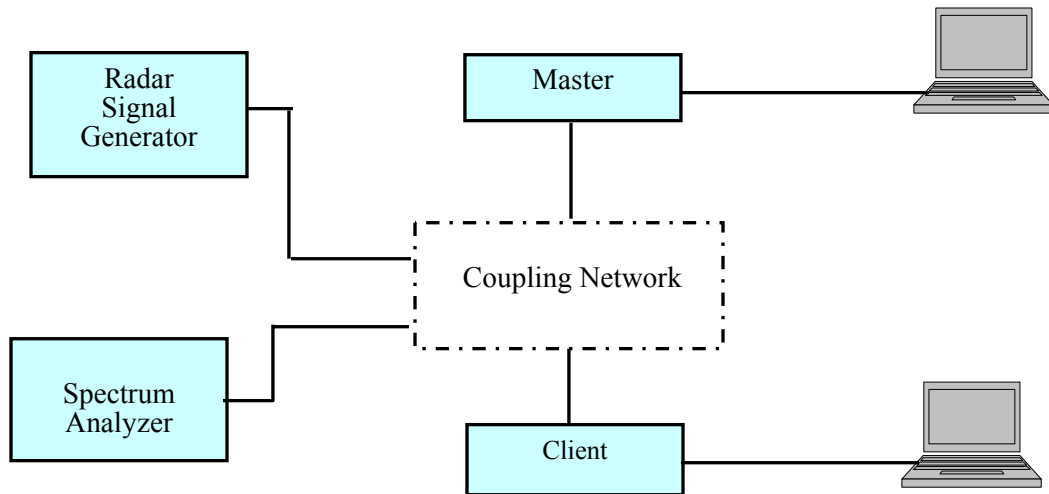 Radar
Signal
Generator
Master
Coupling Network
Spectrum
Analyzer
Client